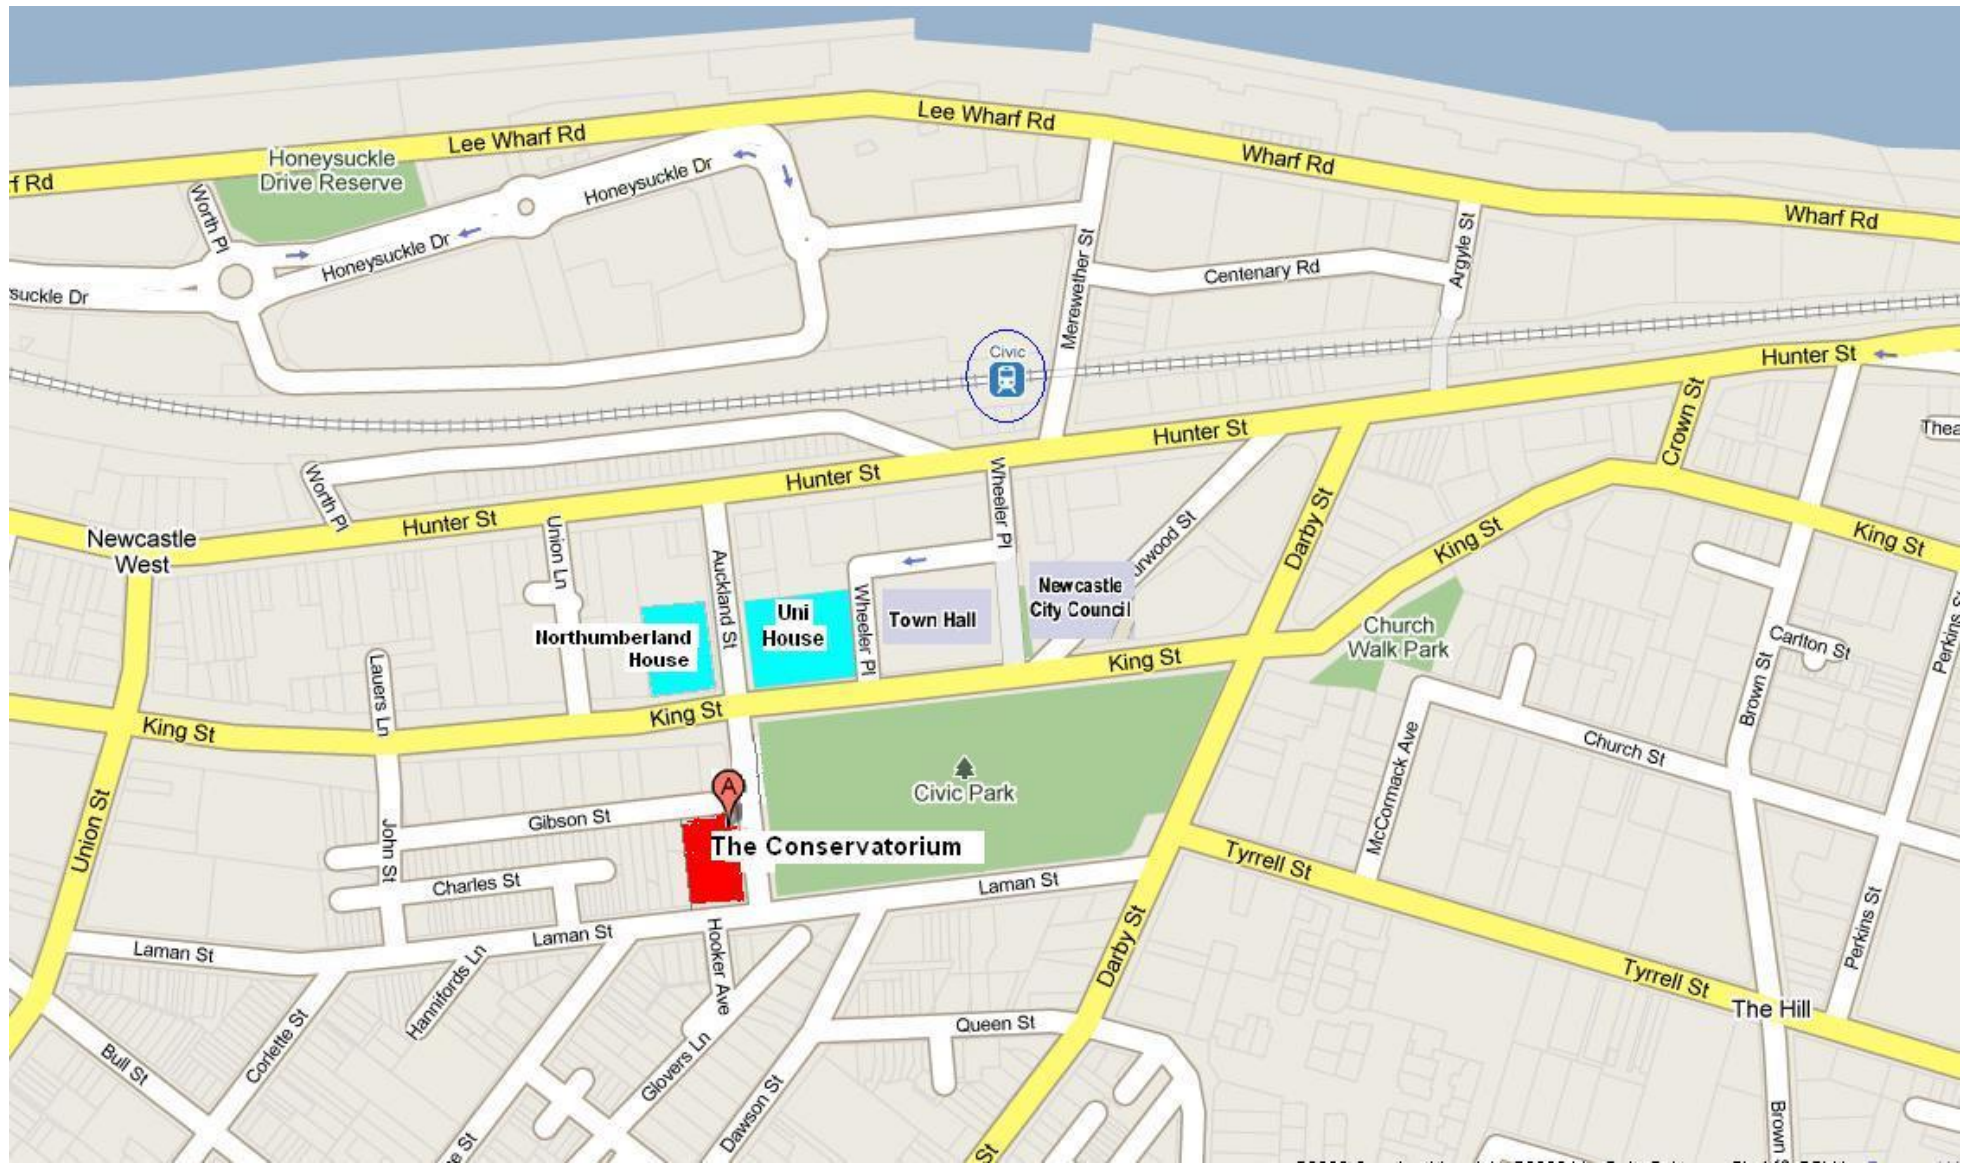 Lee Wharf Rd
Lee Wharf Rd
Wharf Rd
Wharf Rd
f Rd
Honeysuckle
Drive Reserve
Worth Pl
Honeysuckle Dr
Honeysuckle Dr
suckle Dr
Merewether St
Centenary Rd
Argyle St
Civic
Hunter St
Hunter St
Hunter St
Hunter St
Crown St
Thea
Worth Pl
Newcastle
West
Union Ln
Auckland St
Wheeler Pl
Wheeler Pl
urwood St
Darby St
King St
King St
Northumberland
House
Uni
House
Town Hall
Newcastle
City Council
Church
Walk Park
Carlton St
Perkins S
Brown St
Lauers Ln
King St
King St
King St
Union St
John St
Gibson St
A
The Conservatorium
Civic Park
McCormack Ave
Church St
Charles St
Laman St
Laman St
Laman St
Tyrrell St
Tyrrell St
Perkins St
Hannifords Ln
Hooker Ave
Darby St
The Hill
Bull St
Corlette St
Glovers Ln
Queen St
Dawson St
Brown S
e St
St